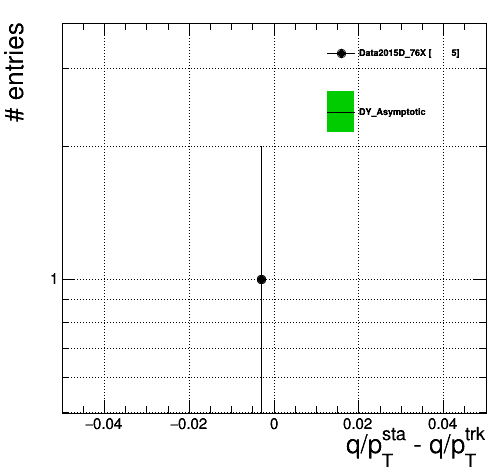 # entries
Data2015D_76X [ 5]
DY_Asymptotic
1
−0.04 −0.02 0 0.02 0.04
q/p_T^sta - q/p_T^trk